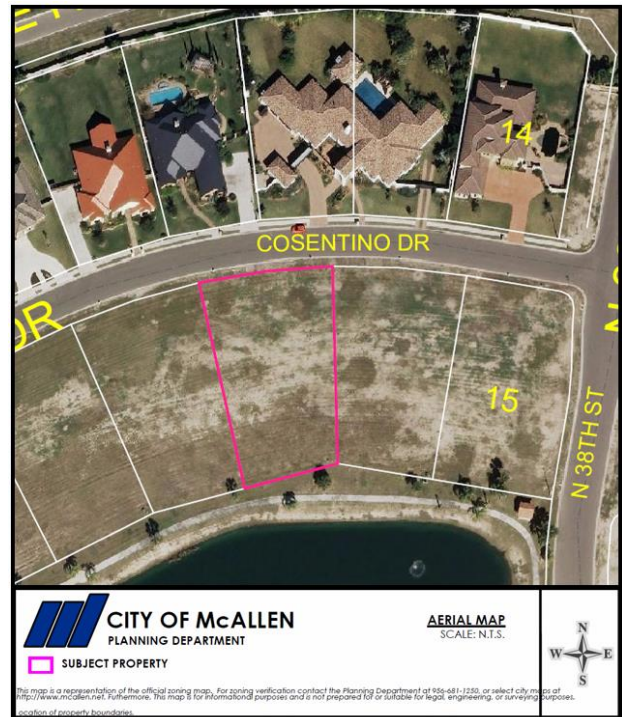 14
COSENTINO DR
DR
15
N 38TH ST
CITY OF McALLEN
PLANNING DEPARTMENT
SUBJECT PROPERTY
AERIAL MAP
SCALE: N.T.S.
N
W E
S
This map is a representation of the official zoning map. For zoning verification contact the Planning Department at 956-681-1250, or select city maps at
http://www.mcallen.net. Futhermore, This map is for informational purposes and is not prepared for or suitable for legal, engineering, or surveying purposes.
ocation of property boundaries.